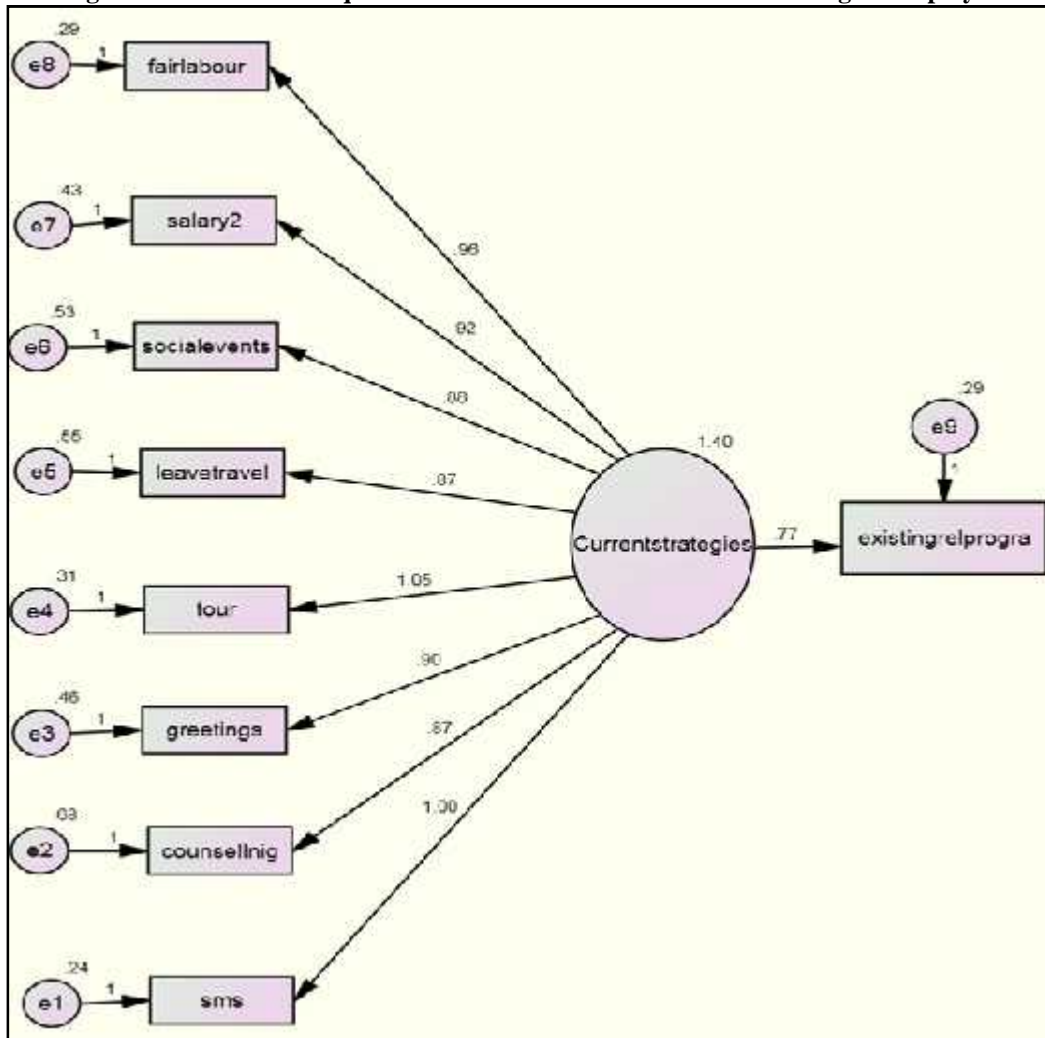 .29
e8
1
fairlabour
.43
e7
1
salary2
.53
e6
1
socialevents
e5
1
leavetravel
.31
e4
1
tour
.46
e3
1
greetings
e2
1
counsellnig
.24
e1
1
sms
.96
.92
.88
.87
1.05
.90
.87
1.00
1.40
Currentstrategies
.77
.29
e9
1
existingrelprogra